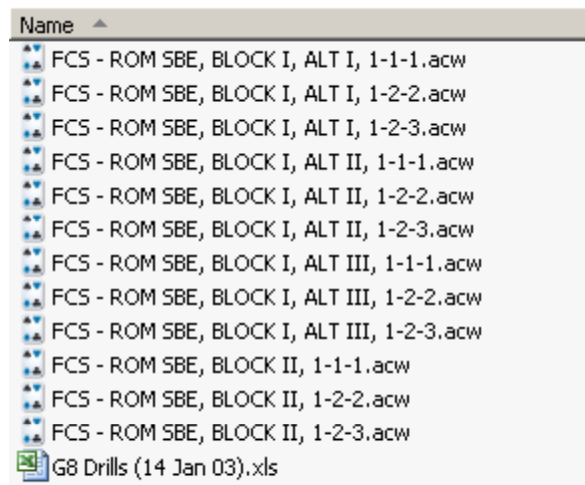 Name
FCS - ROM SBE, BLOCK I, ALT I, 1-1-1.acw
FCS - ROM SBE, BLOCK I, ALT I, 1-2-2.acw
FCS - ROM SBE, BLOCK I, ALT I, 1-2-3.acw
FCS - ROM SBE, BLOCK I, ALT II, 1-1-1.acw
FCS - ROM SBE, BLOCK I, ALT II, 1-2-2.acw
FCS - ROM SBE, BLOCK I, ALT II, 1-2-3.acw
FCS - ROM SBE, BLOCK I, ALT III, 1-1-1.acw
FCS - ROM SBE, BLOCK I, ALT III, 1-2-2.acw
FCS - ROM SBE, BLOCK I, ALT III, 1-2-3.acw
FCS - ROM SBE, BLOCK II, 1-1-1.acw
FCS - ROM SBE, BLOCK II, 1-2-2.acw
FCS - ROM SBE, BLOCK II, 1-2-3.acw
G8 Drills (14 Jan 03).xls